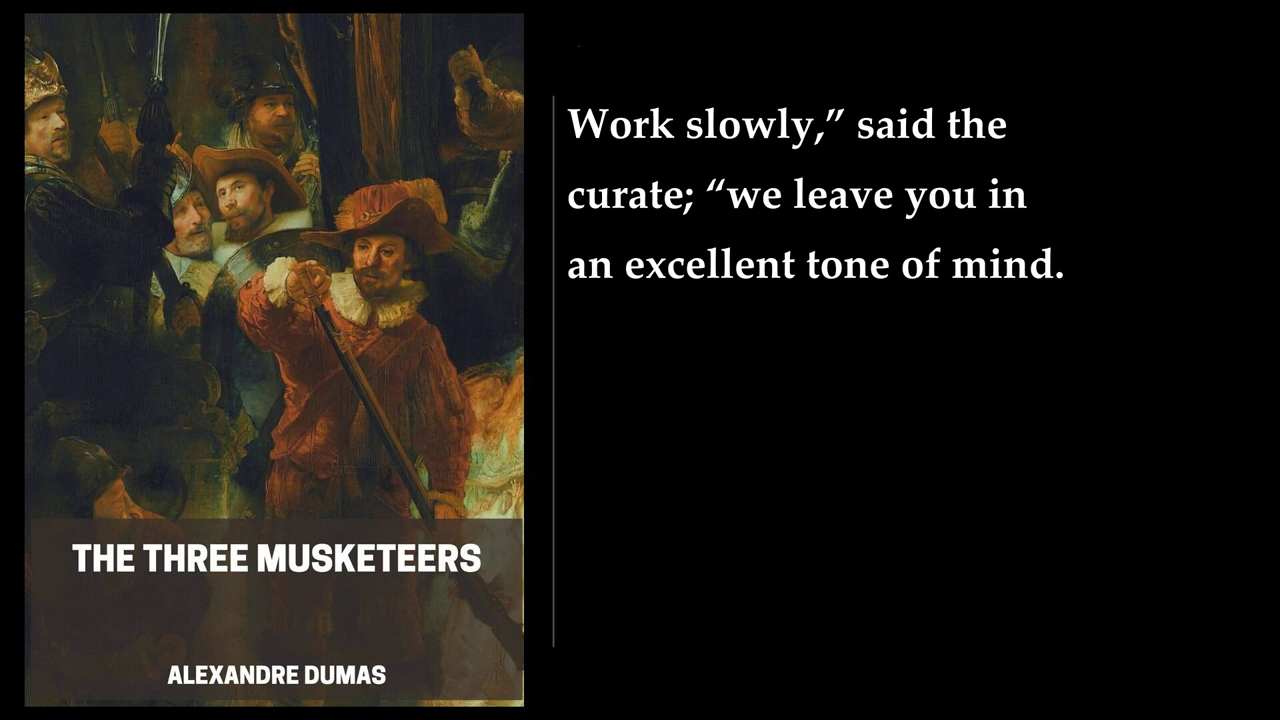 Work slowly,” said the
curate; “we leave you in
an excellent tone of mind.
THE THREE MUSKETEERS
ALEXANDRE DUMAS